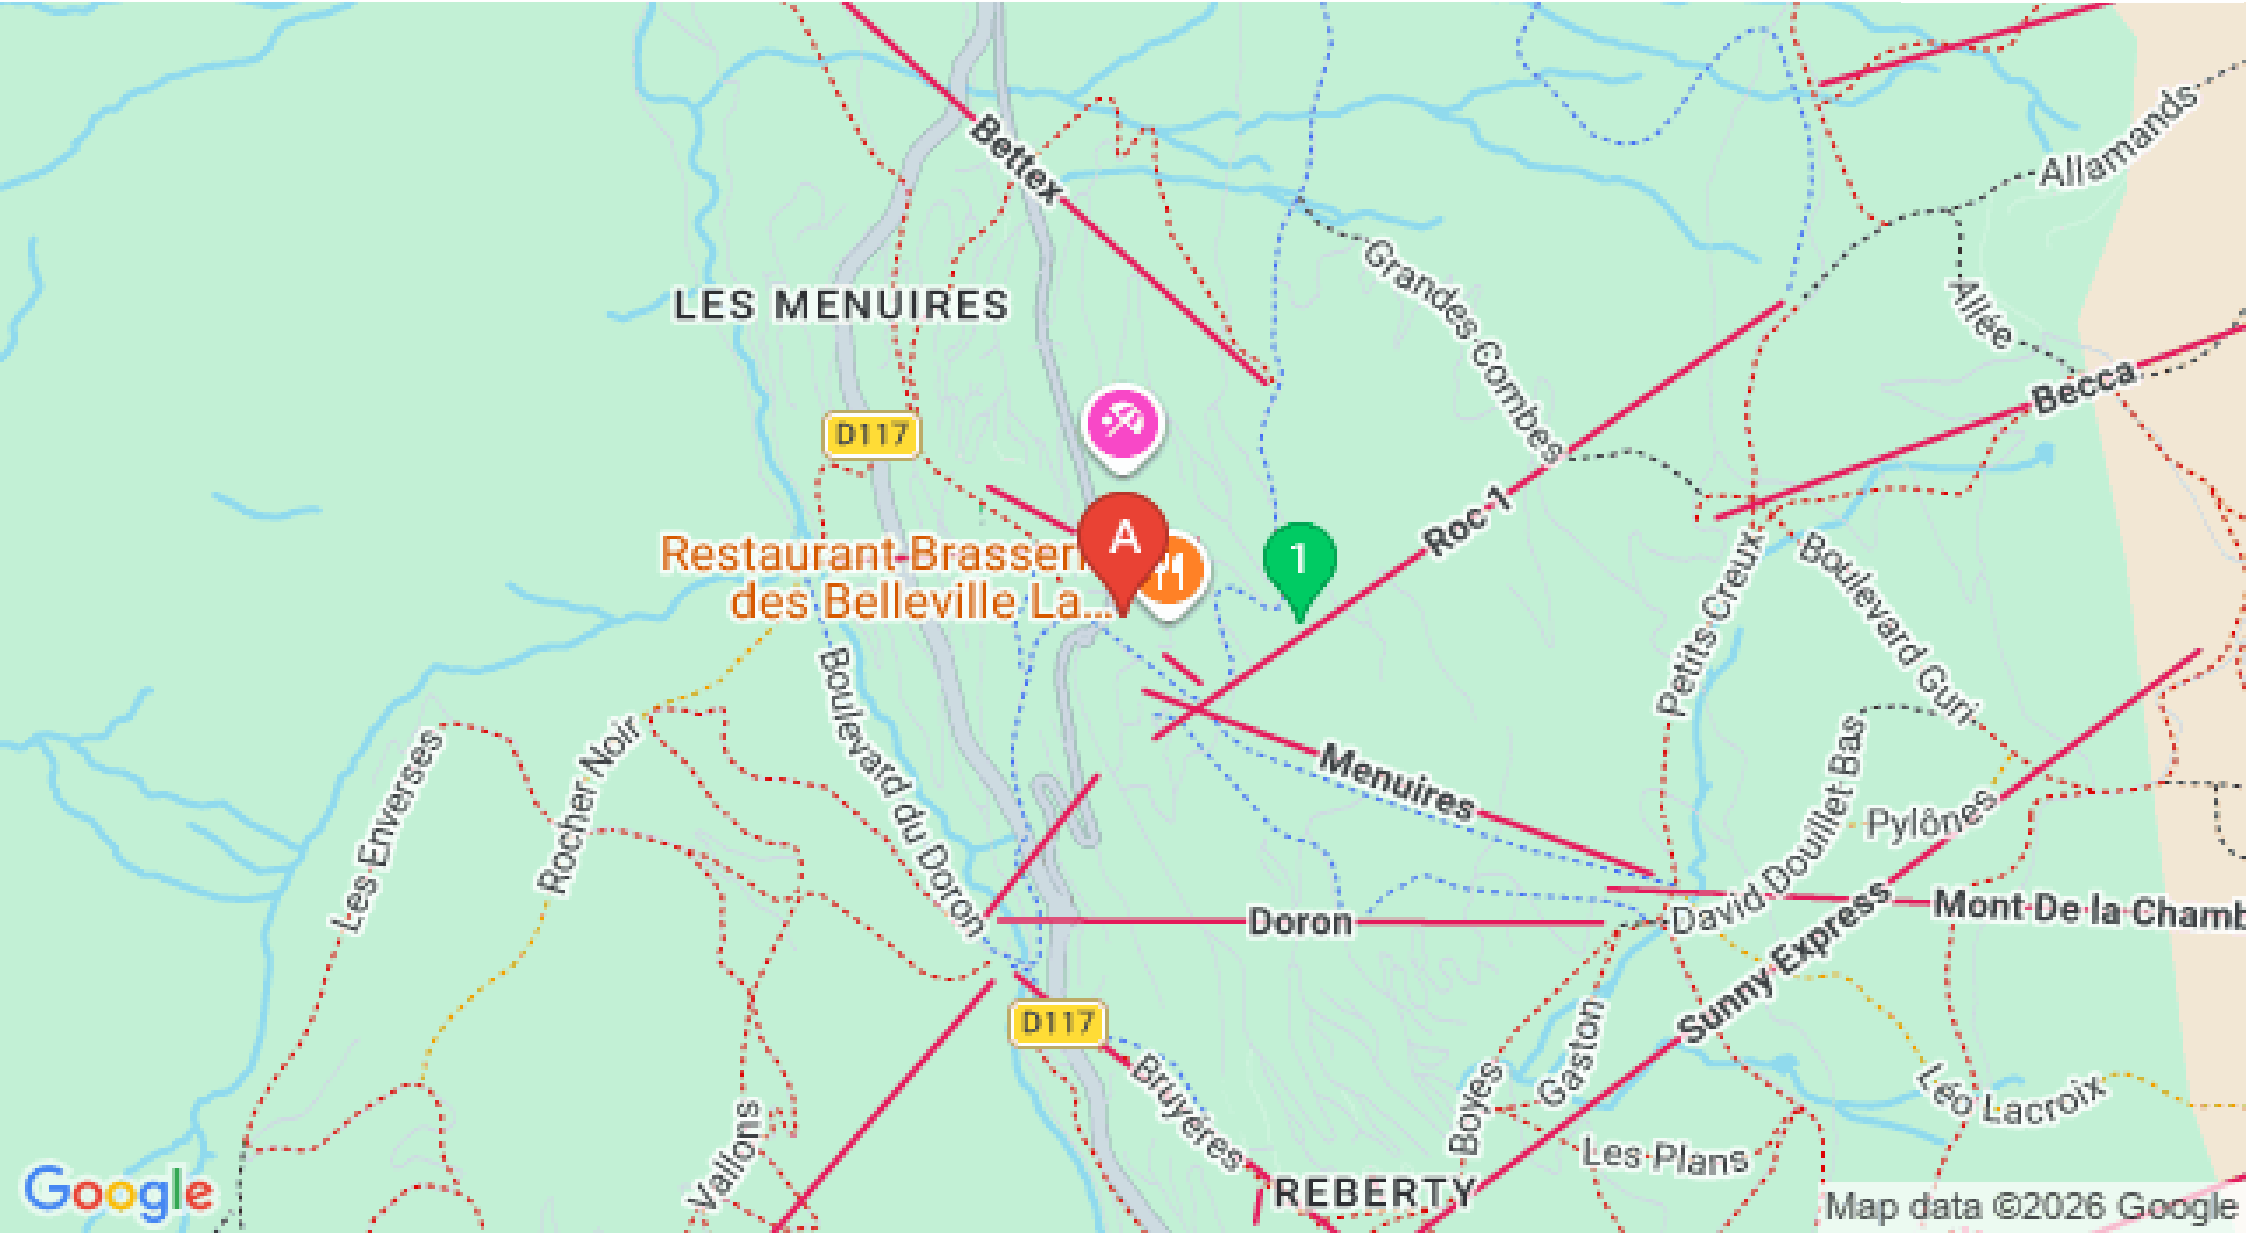 Bettex
Allamands
Grandes Combes
Allée
LES MENUIRES
Becca
D117
Roc 1
A
1
Restaurant Brasseri
des Belleville La...
Petits Creux
Boulevard Guri
Boulevard du Doron
Les Enverses
Rocher Noir
Menuires
David Douillet Bas
Pylônes
Doron
Mont De la Chamb
Sunny Express
D117
Bruyéres
Boyes
Gaston
Léo Lacroix
Les Plans
Vallons
REBERTY
Google
Map data ©2026 Google